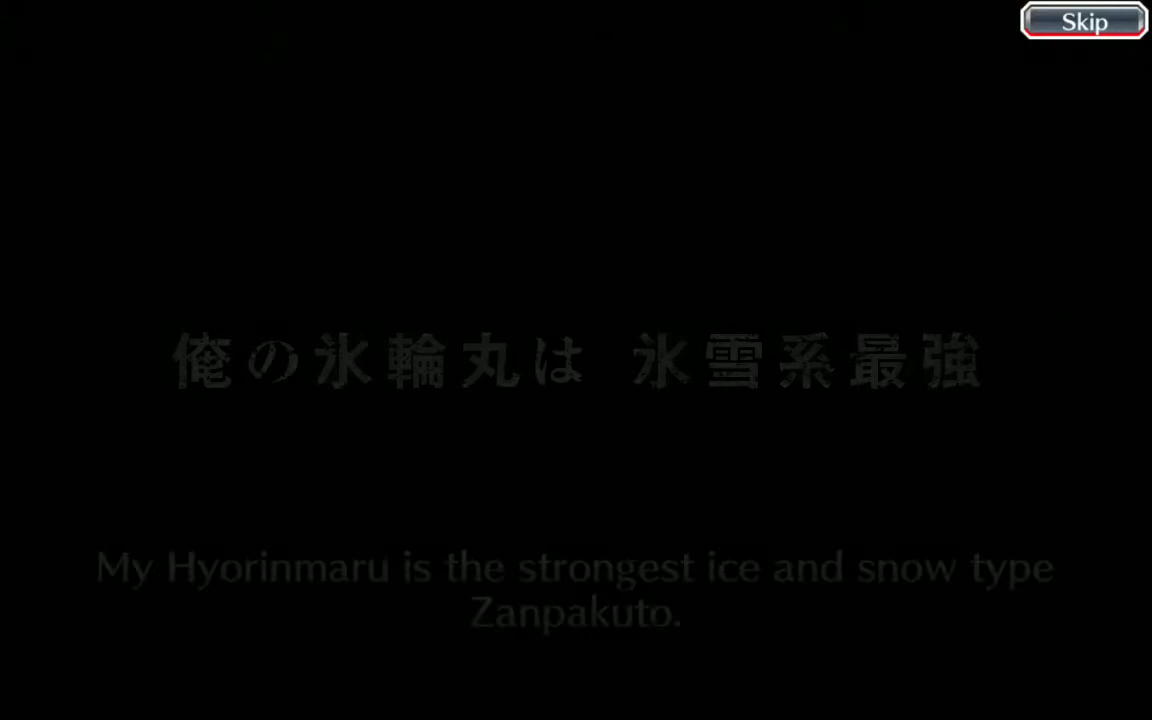 Skip
俺の氷輪丸は 氷雪系最強
My Hyorinmaru is the strongest ice and snow type
Zanpakuto.